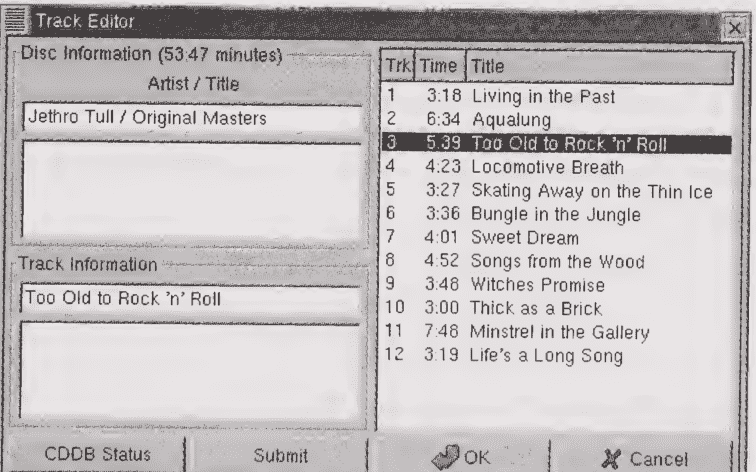 Track Editor
Disc Information (53:47 minutes)
Artist / Title
Jethro Tull / Original Masters
Track Information
Too Old to Rock 'n' Roll
CDDB Status
Submit
Trk Time Title
1 3:18 Living in the Past
2 6:34 Aqualung
3 5:39 Too Old to Rock 'n' Roll
4 4:23 Locomotive Breath
5 3:27 Skating Away on the Thin Ice
6 3:36 Bungle in the Jungle
7 4:01 Sweet Dream
8 4:52 Songs from the Wood
9 3:48 Witches Promise
10 3:00 Thick as a Brick
11 7:48 Minstrel in the Gallery
12 3:19 Life's a Long Song
OK
Cancel